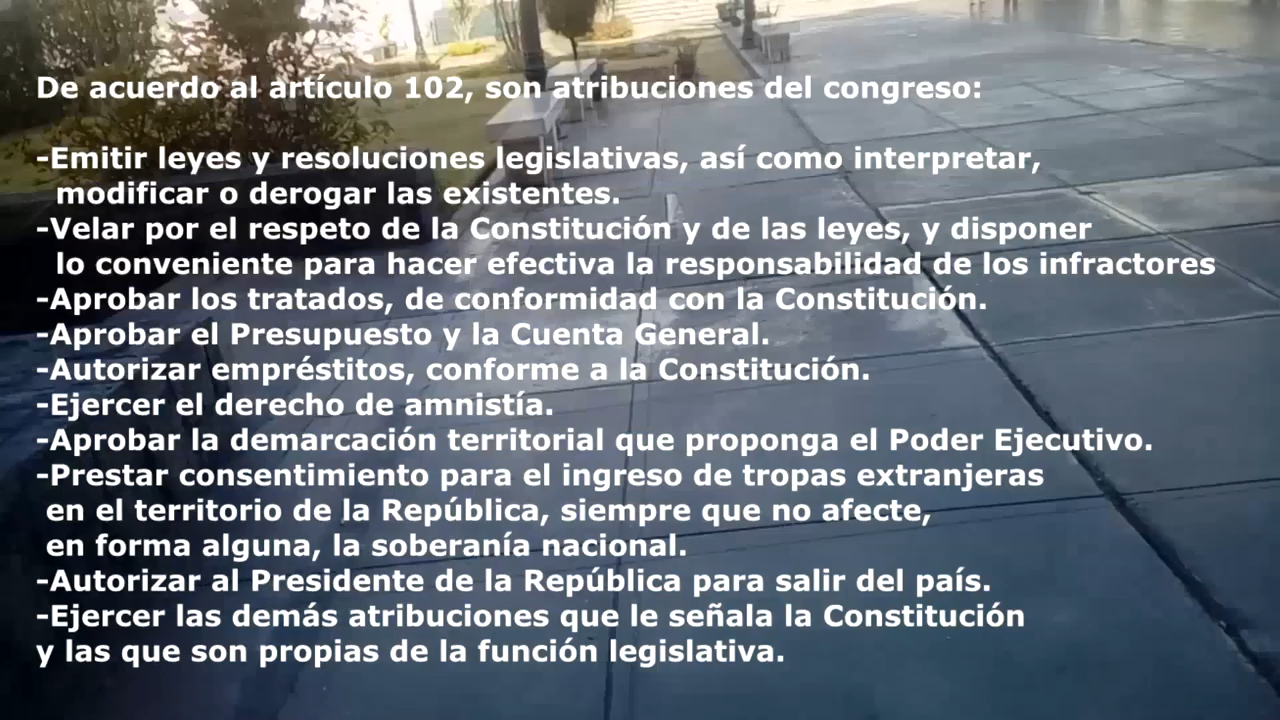 De acuerdo al artículo 102, son atribuciones del congreso:
-Emitir leyes y resoluciones legislativas, así como interpretar,
modificar o derogar las existentes.
-Velar por el respeto de la Constitución y de las leyes, y disponer
lo conveniente para hacer efectiva la responsabilidad de los infractores
-Aprobar los tratados, de conformidad con la Constitución.
-Aprobar el Presupuesto y la Cuenta General.
-Autorizar empréstitos, conforme a la Constitución.
-Ejercer el derecho de amnistía.
-Aprobar la demarcación territorial que proponga el Poder Ejecutivo.
-Prestar consentimiento para el ingreso de tropas extranjeras
en el territorio de la República, siempre que no afecte,
en forma alguna, la soberanía nacional.
-Autorizar al Presidente de la República para salir del país.
-Ejercer las demás atribuciones que le señala la Constitución
y las que son propias de la función legislativa.